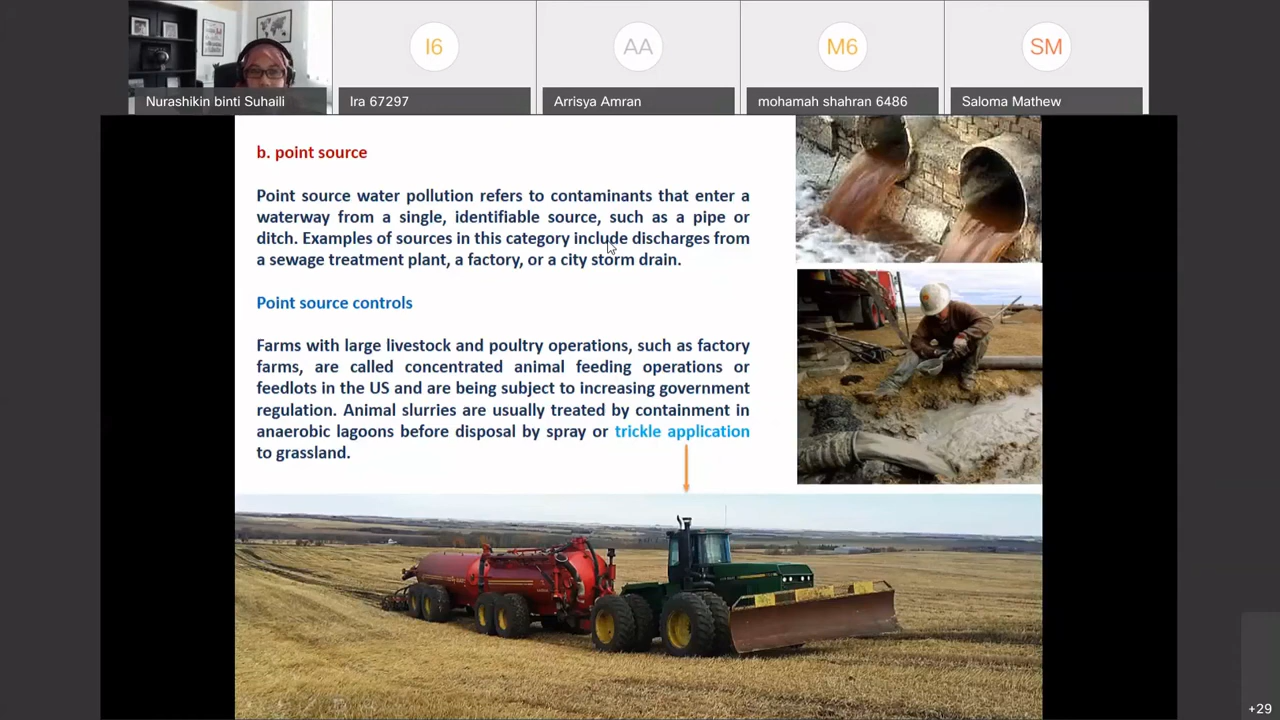 I6
AA
M6
SM
Nurashikin binti Suhaili
Ira 67297
Arrisya Amran
mohamah shahran 6486
Saloma Mathew
b. point source
Point source water pollution refers to contaminants that enter a
waterway from a single, identifiable source, such as a pipe or
ditch. Examples of sources in this category include discharges from
a sewage treatment plant, a factory, or a city storm drain.
Point source controls
Farms with large livestock and poultry operations, such as factory
farms, are called concentrated animal feeding operations or
feedlots in the US and are being subject to increasing government
regulation. Animal slurries are usually treated by containment in
anaerobic lagoons before disposal by spray or trickle application
to grassland.
+29